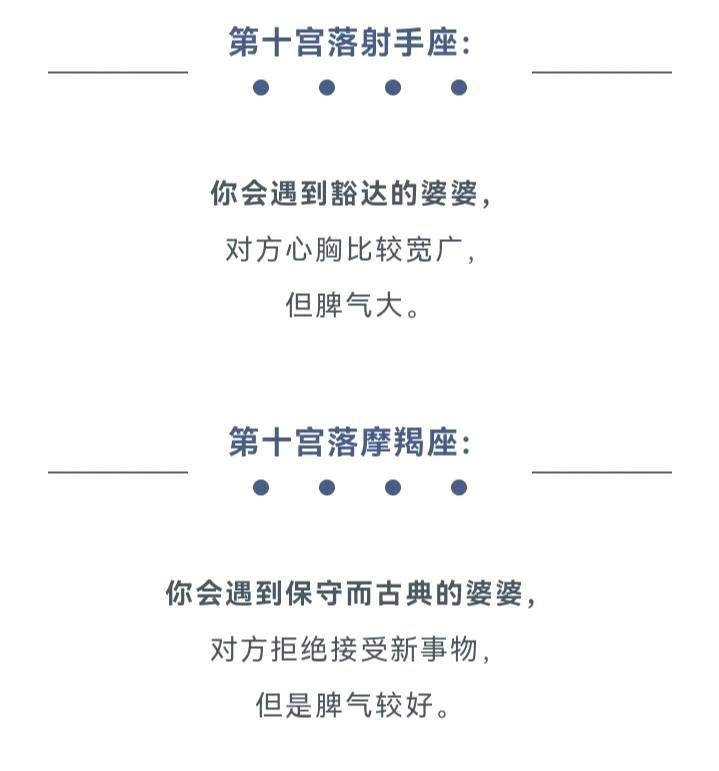 第十宫落射手座：
你会遇到豁达的婆婆，
对方心胸比较宽广，
但脾气大。
第十宫落摩羯座：
你会遇到保守而古典的婆婆，
对方拒绝接受新事物，
但是脾气较好。